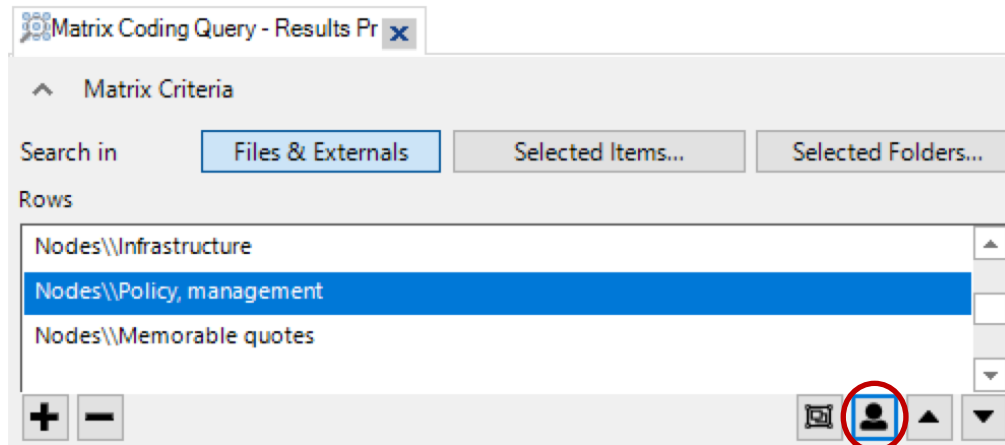 Matrix Coding Query - Results Pr
Matrix Criteria
Search in Files & Externals Selected Items... Selected Folders...
Rows
Nodes\\Infrastructure
Nodes\\Policy, management
Nodes\\Memorable quotes